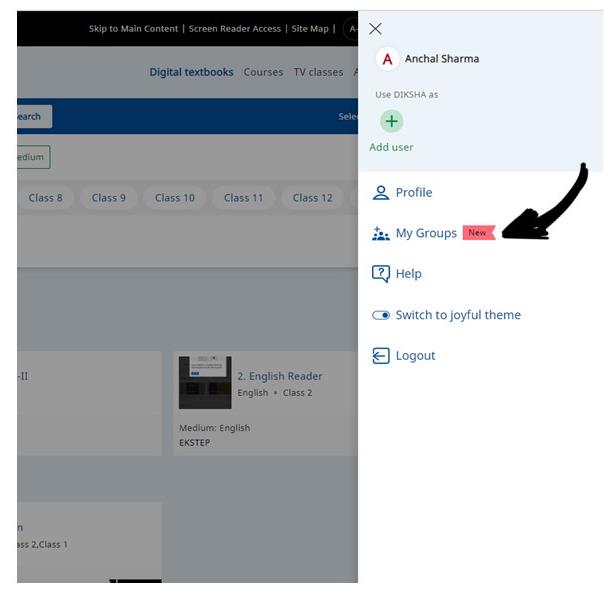 Skip to Main Content | Screen Reader Access | Site Map | A-
Digital textbooks Courses TV classes A
earch Selec
edium
Class 8 Class 9 Class 10 Class 11 Class 12
-II
2. English Reader
English • Class 2
Medium: English
EKSTEP
n
ass 2,Class 1
A Anchal Sharma
Use DIKSHA as
+
Add user
Profile
My Groups New
? Help
Switch to joyful theme
Logout